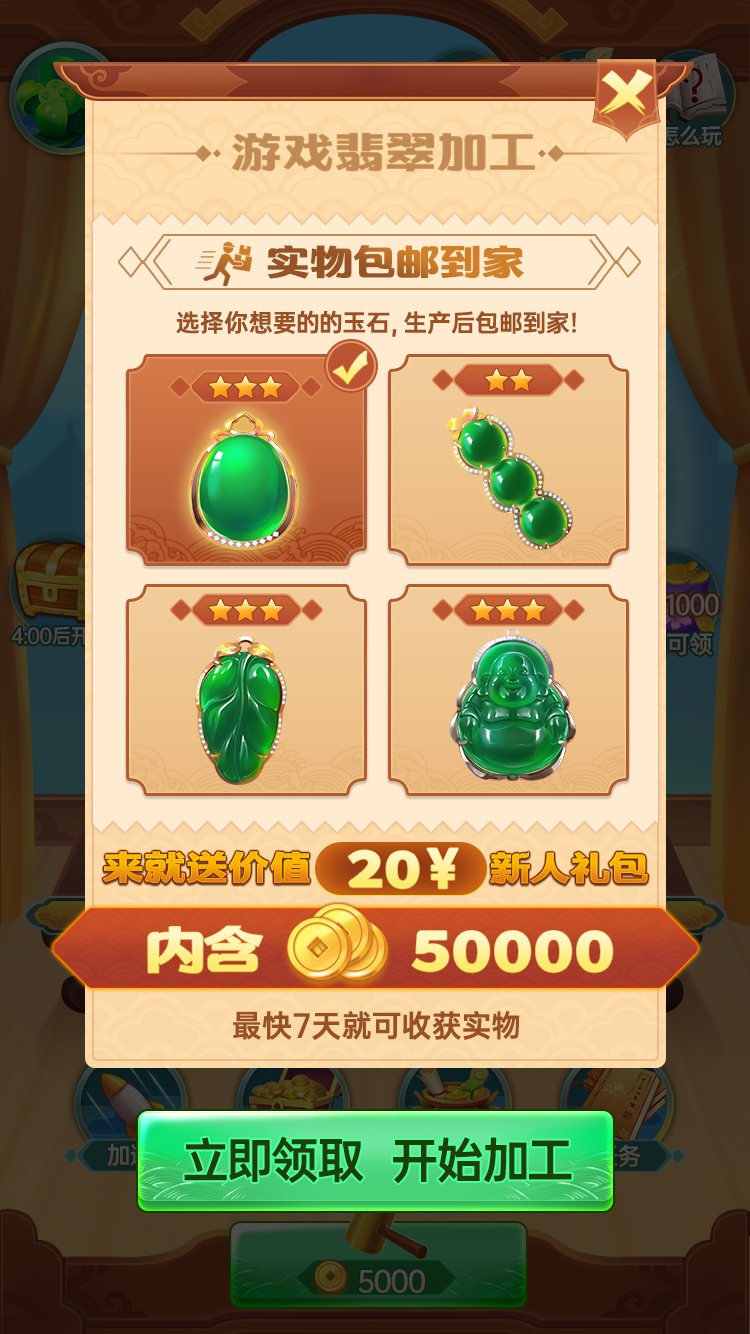 怎么玩
游戏翡翠加工
实物包邮到家
选择你想要的的玉石,生产后包邮到家!
4:00后开
1000
可领
来就送价值 20¥ 新人礼包
内含 50000
最快7天就可收获实物
加速
务
立即领取 开始加工
5000